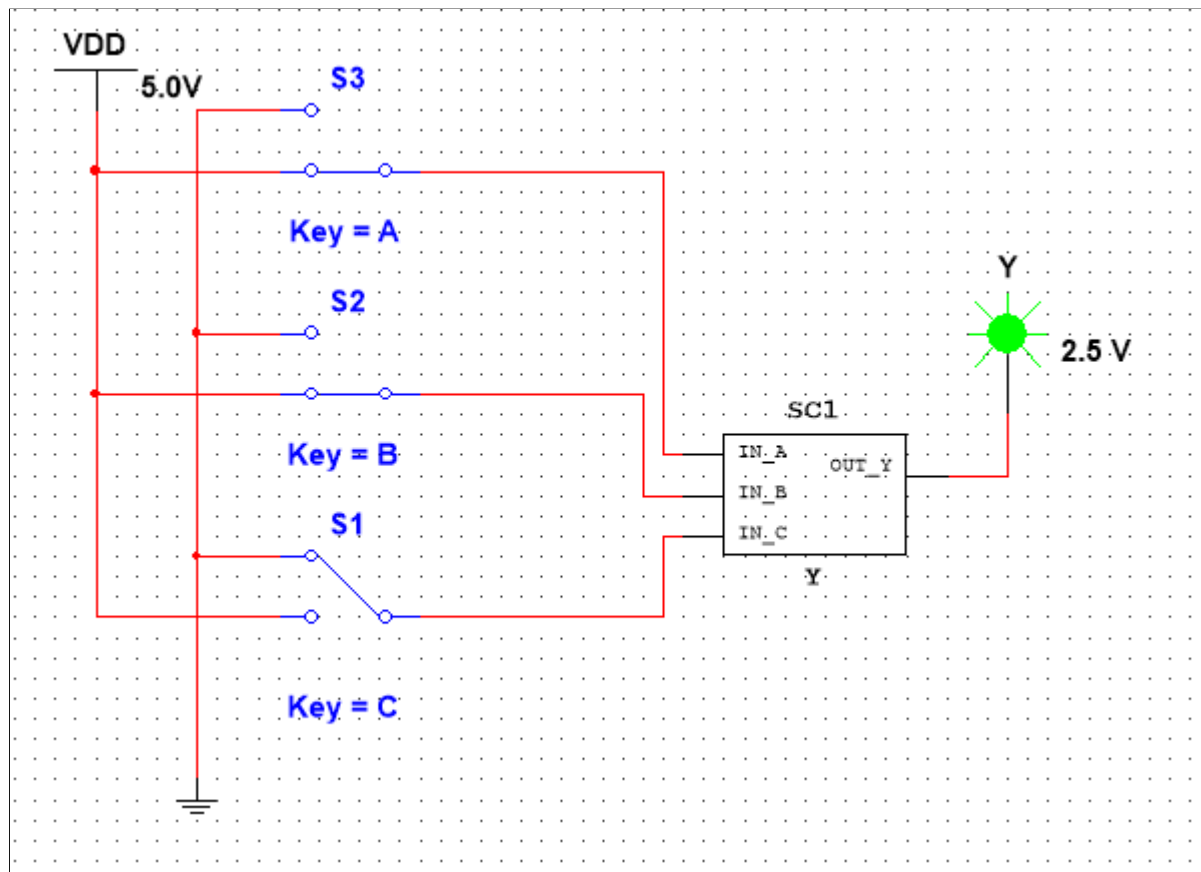 VDD
5.0V
S3
Key = A
S2
Key = B
S1
Key = C
Y
2.5 V
SC1
IN_A
OUT_Y
IN_B
IN_C
Y